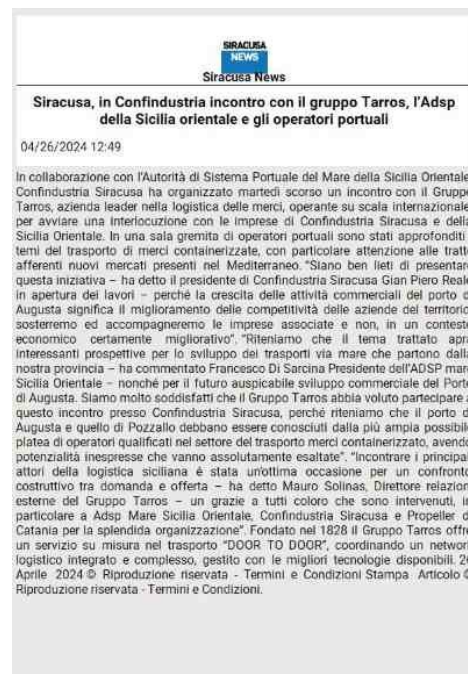 SIRACUSA
NEWS
Siracusa News
Siracusa, in Confindustria incontro con il gruppo Tarros, l'Adsp
della Sicilia orientale e gli operatori portuali
04/26/2024 12:49
In collaborazione con l'Autorità di Sistema Portuale del Mare della Sicilia Orientale
Confindustria Siracusa ha organizzato martedì scorso un incontro con il Gruppo
Tarros, azienda leader nella logistica delle merci, operante su scala internazionale
per avviare una interlocuzione con le imprese di Confindustria Siracusa e della
Sicilia Orientale. In una sala gremita di operatori portuali sono stati approfonditi
temi del trasporto di merci containerizzate, con particolare attenzione alle tratte
afferenti nuovi mercati presenti nel Mediterraneo. "Siano ben lieti di presentare
questa iniziativa – ha detto il presidente di Confindustria Siracusa Gian Piero Reale
in apertura dei lavori – perché la crescita delle attività commerciali del porto d
Augusta significa il miglioramento delle competitività delle aziende del territorio
sosterremo ed accompagneremo le imprese associate e non, in un contesto
economico certamente migliorativo". "Riteniamo che il tema trattato apra
interessanti prospettive per lo sviluppo dei trasporti via mare che partono dalla
nostra provincia – ha commentato Francesco Di Sarcina Presidente dell'ADSP mare
Sicilia Orientale – nonché per il futuro auspicabile sviluppo commerciale del Porto
di Augusta. Siamo molto soddisfatti che il Gruppo Tarros abbia voluto partecipare a
questo incontro presso Confindustria Siracusa, perché riteniamo che il porto d
Augusta e quello di Pozzallo debbano essere conosciuti dalla più ampia possibile
platea di operatori qualificati nel settore del trasporto merci containerizzato, avendo
potenzialità inespresse che vanno assolutamente esaltate". "Incontrare i principal
attori della logistica siciliana è stata un'ottima occasione per un confronto
costruttivo tra domanda e offerta – ha detto Mauro Solinas, Direttore relazion
esterne del Gruppo Tarros – un grazie a tutti coloro che sono intervenuti, in
particolare a Adsp Mare Sicilia Orientale, Confindustria Siracusa e Propeller d
Catania per la splendida organizzazione". Fondato nel 1828 il Gruppo Tarros offre
un servizio su misura nel trasporto "DOOR TO DOOR", coordinando un network
logistico integrato e complesso, gestito con le migliori tecnologie disponibili. 26
Aprile 2024 © Riproduzione riservata - Termini e Condizioni Stampa Articolo ©
Riproduzione riservata - Termini e Condizioni.